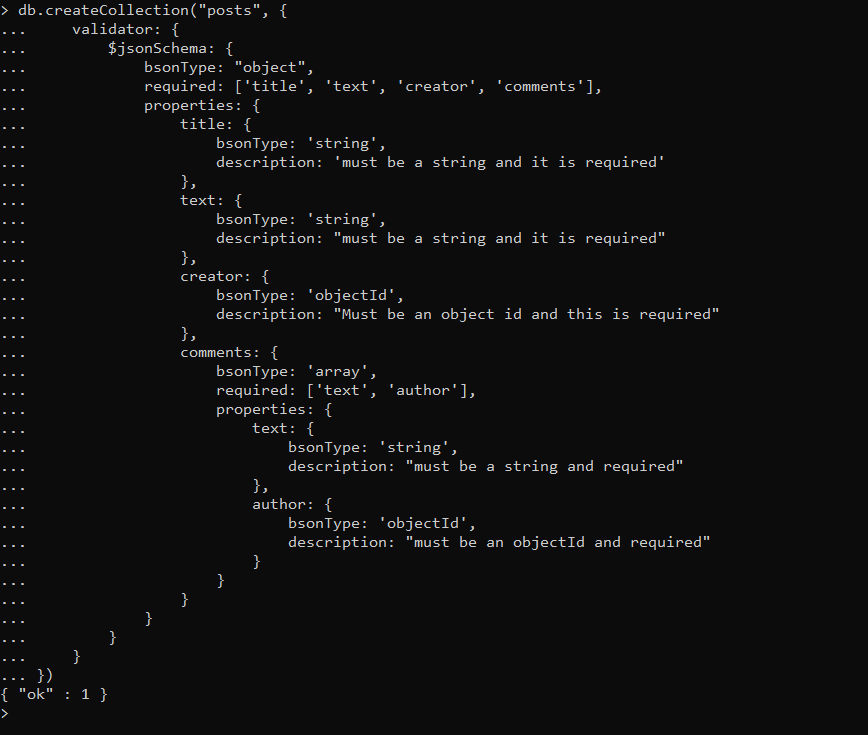 > db.createCollection("posts", {
...     validator: {
...         $jsonSchema: {
...             bsonType: "object",
...             required: ['title', 'text', 'creator', 'comments'],
...             properties: {
...                 title: {
...                     bsonType: 'string',
...                     description: 'must be a string and it is required'
...                 },
...                 text: {
...                     bsonType: 'string',
...                     description: "must be a string and it is required"
...                 },
...                 creator: {
...                     bsonType: 'objectId',
...                     description: "Must be an object id and this is required"
...                 },
...                 comments: {
...                     bsonType: 'array',
...                     required: ['text', 'author'],
...                     properties: {
...                         text: {
...                             bsonType: 'string',
...                             description: "must be a string and required"
...                         },
...                         author: {
...                             bsonType: 'objectId',
...                             description: "must be an objectId and required"
...                         }
...                     }
...                 }
...             }
...         }
...     }
... })
{ "ok" : 1 }
>